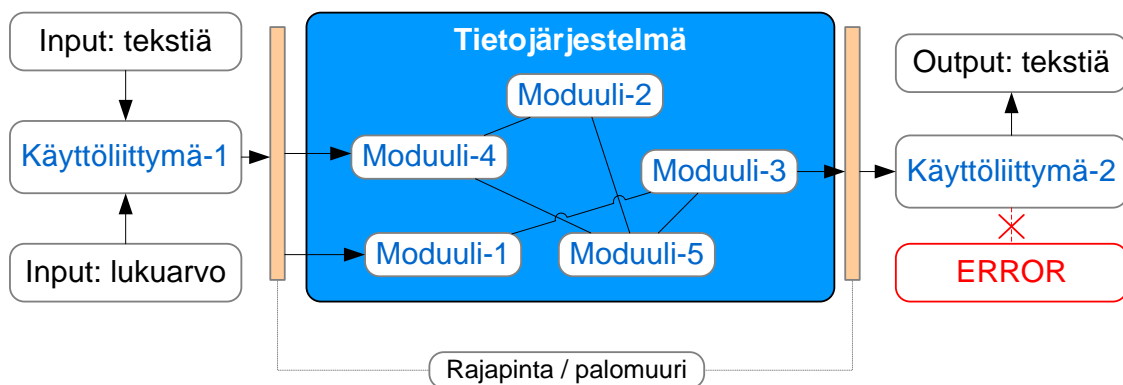 Input: tekstiä
Tietojärjestelmä
Output: tekstiä
Moduuli-2
Käyttöliittymä-1
Moduuli-4
Moduuli-3
Käyttöliittymä-2
Moduuli-1
Moduuli-5
Input: lukuarvo
ERROR
Rajapinta / palomuuri